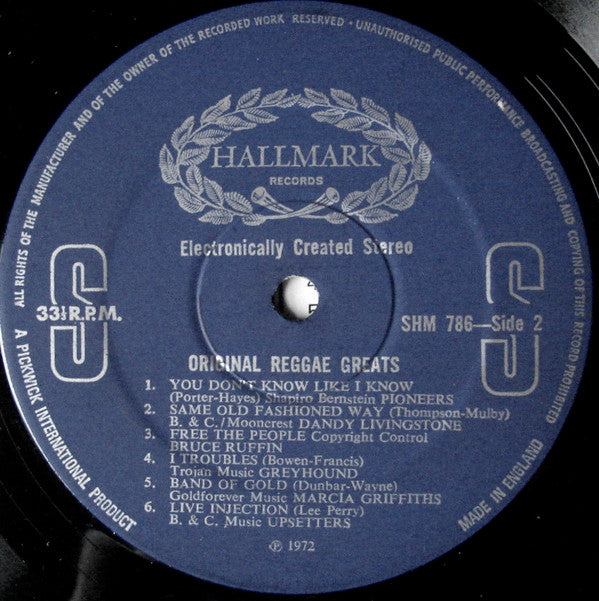 ALL RIGHTS OF THE MANUFACTURER AND OF THE OWNER OF THE RECORDED WORK RESERVED · UNAUTHORISED PUBLIC PERFORMANCE BROADCASTING AND COPYING OF THIS RECORD PROHIBITED
HALLMARK
RECORDS
Electronically Created Stereo
S S
33⅓R.P.M.
SHM 786—Side 2
ORIGINAL REGGAE GREATS
1. YOU DON'T KNOW LIKE I KNOW
(Porter-Hayes) Shapiro Bernstein PIONEERS
2. SAME OLD FASHIONED WAY (Thompson-Mulby)
B. & C./Mooncrest DANDY LIVINGSTONE
3. FREE THE PEOPLE Copyright Control
BRUCE RUFFIN
4. I TROUBLES (Bowen-Francis)
Trojan Music GREYHOUND
5. BAND OF GOLD (Dunbar-Wayne)
Goldforever Music MARCIA GRIFFITHS
6. LIVE INJECTION (Lee Perry)
B. & C. Music UPSETTERS
℗ 1972
A PICKWICK INTERNATIONAL PRODUCT
MADE IN ENGLAND